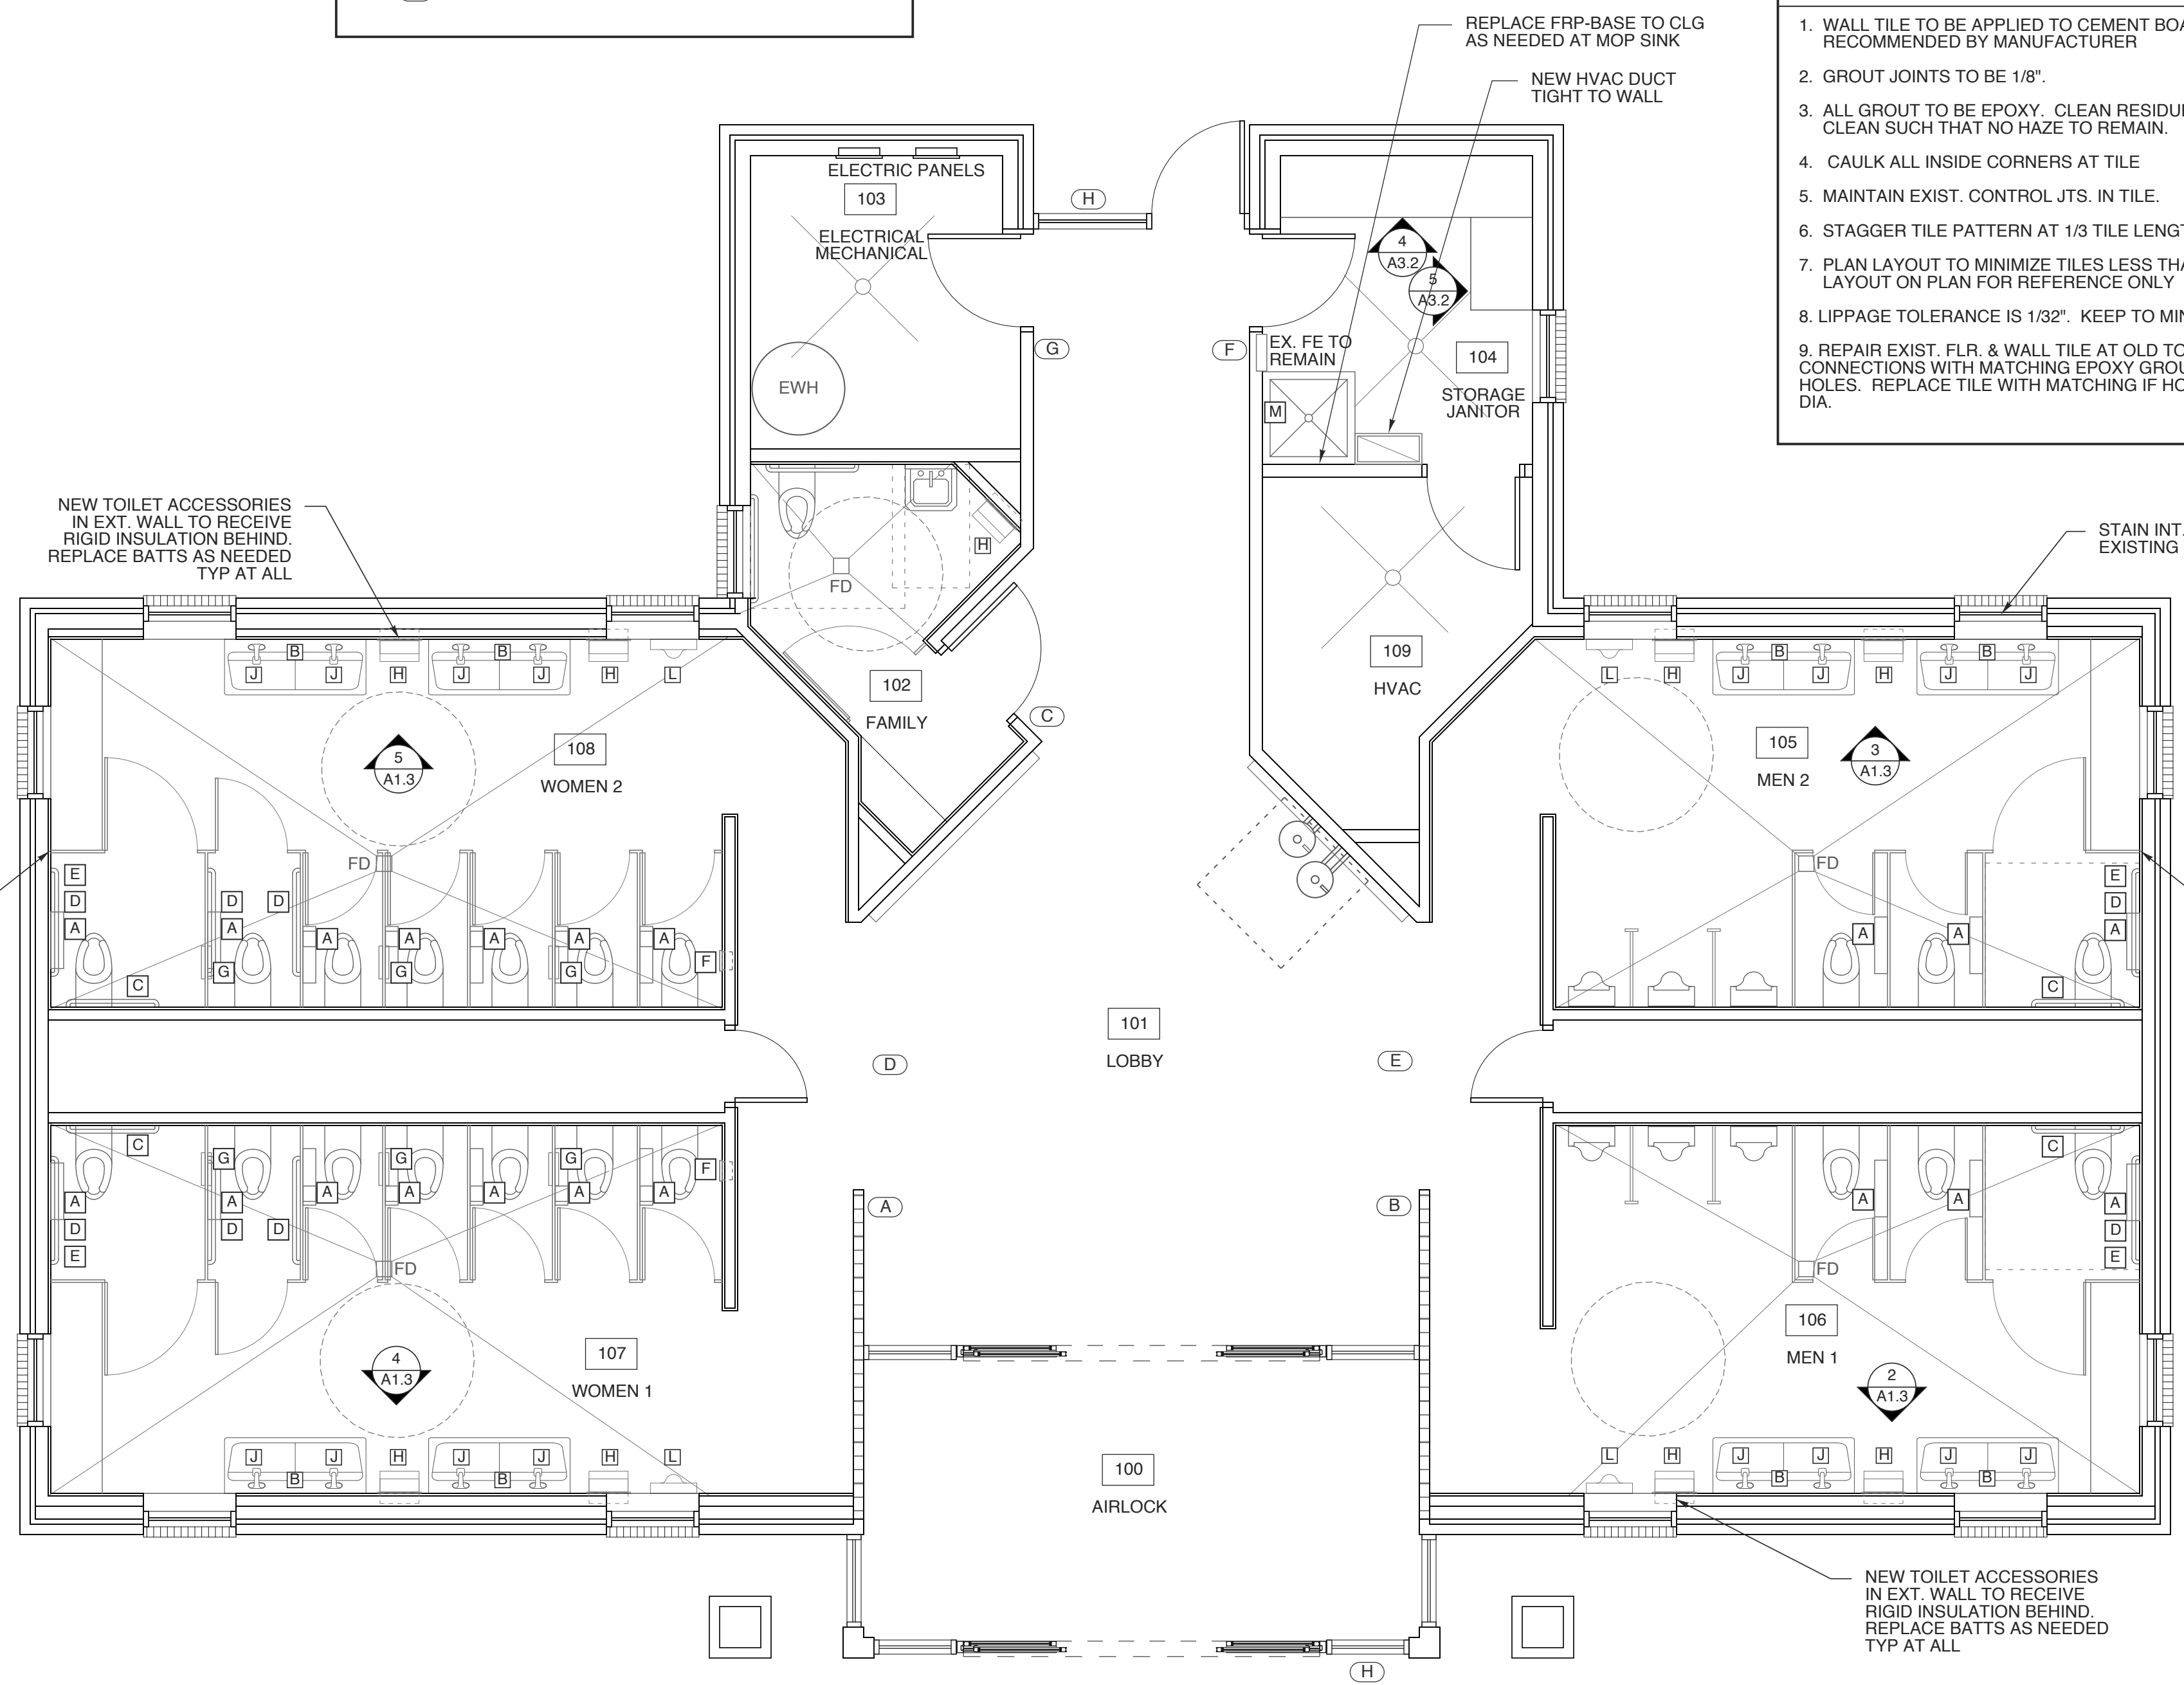 REPLACE FRP-BASE TO CLG
AS NEEDED AT MOP SINK
NEW HVAC DUCT
TIGHT TO WALL
1. WALL TILE TO BE APPLIED TO CEMENT
RECOMMENDED BY MANUFACTURER
2. GROUT JOINTS TO BE 1/8".
3. ALL GROUT TO BE EPOXY. CLEAN
CLEAN SUCH THAT NO HAZE TO REMAIN.
4. CAULK ALL INSIDE CORNERS AT TILE
5. MAINTAIN EXIST. CONTROL JTS. IN TILE.
6. STAGGER TILE PATTERN AT 1/3 TILE
7. PLAN LAYOUT TO MINIMIZE TILES LESS
LAYOUT ON PLAN FOR REFERENCE ONLY
8. LIPPAGE TOLERANCE IS 1/32". KEEP TO
9. REPAIR EXIST. FLR. & WALL TILE AT OLD
CONNECTIONS WITH MATCHING EPOXY
HOLES. REPLACE TILE WITH MATCHING IF
DIA.
ELECTRIC PANELS
103
ELECTRICAL
MECHANICAL
EWH
H
G
F
4
A3.2
5
A3.2
EX. FE TO
REMAIN
104
STORAGE
JANITOR
M
NEW TOILET ACCESSORIES
IN EXT. WALL TO RECEIVE
RIGID INSULATION BEHIND.
REPLACE BATTS AS NEEDED
TYP AT ALL
STAIN INT.
EXISTING
H
FD
102
FAMILY
C
109
HVAC
B
B
J
J
H
J
J
H
L
5
A1.3
108
WOMEN 2
FD
E
D
A
D
A
G
D
C
A
A
G
A
A
G
A
F
B
B
L
H
J
J
H
J
J
105
MEN 2
3
A1.3
FD
A
A
E
D
A
C
101
LOBBY
D
E
A
B
C
A
D
E
G
A
D
D
A
G
A
A
G
A
A
F
FD
4
A1.3
107
WOMEN 1
J
J
H
J
J
H
L
B
B
C
A
A
A
D
E
FD
106
MEN 1
2
A1.3
L
H
J
J
H
J
J
B
B
100
AIRLOCK
H
NEW TOILET ACCESSORIES
IN EXT. WALL TO RECEIVE
RIGID INSULATION BEHIND.
REPLACE BATTS AS NEEDED
TYP AT ALL